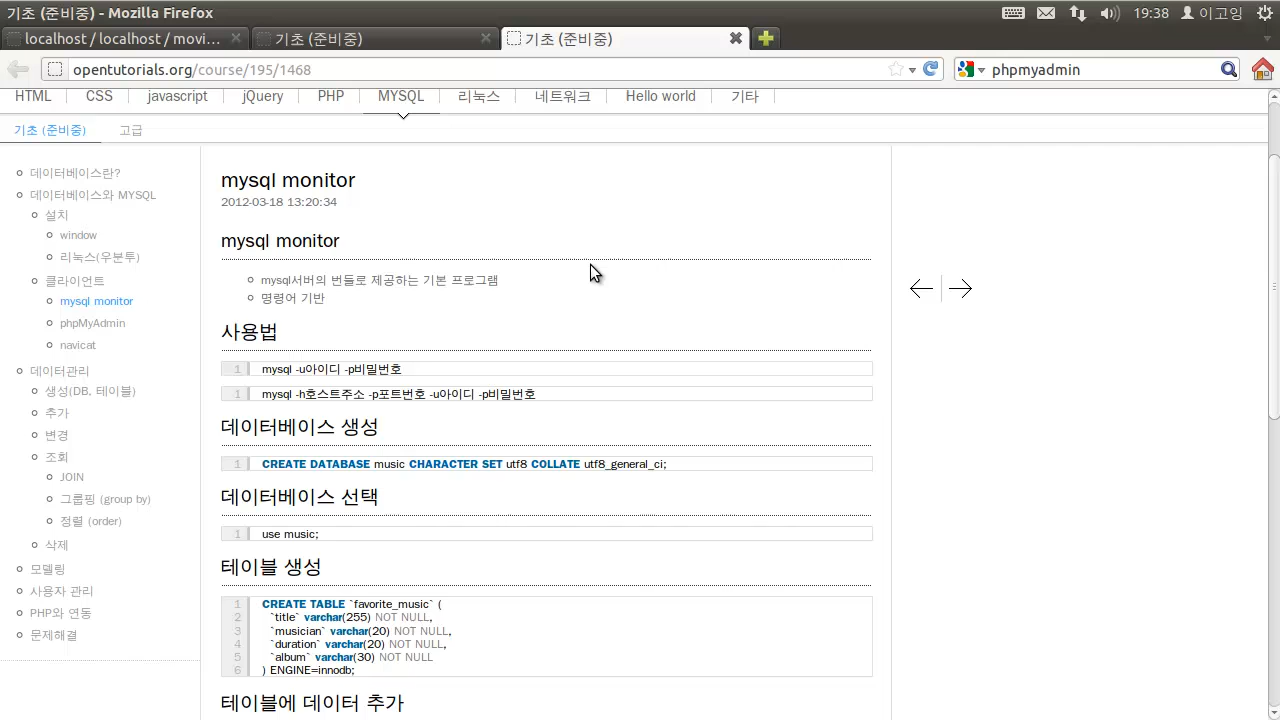 기초 (준비중) - Mozilla Firefox
19:38 이고잉
localhost / localhost / movi...
기초 (준비중)
기초 (준비중)
opentutorials.org/course/195/1468
phpmyadmin
HTML CSS javascript jQuery PHP MYSQL 리눅스 네트워크 Hello world 기타
기초 (준비중) 고급
데이터베이스란?
데이터베이스와 MYSQL
설치
window
리눅스(우분투)
클라이언트
mysql monitor
phpMyAdmin
navicat
데이터관리
생성(DB, 테이블)
추가
변경
조회
JOIN
그룹핑 (group by)
정렬 (order)
삭제
모델링
사용자 관리
PHP와 연동
문제해결
mysql monitor
2012-03-18 13:20:34
mysql monitor
mysql서버의 번들로 제공하는 기본 프로그램
명령어 기반
사용법
1 mysql -u아이디 -p비밀번호
1 mysql -h호스트주소 -p포트번호 -u아이디 -p비밀번호
데이터베이스 생성
1 CREATE DATABASE music CHARACTER SET utf8 COLLATE utf8_general_ci;
데이터베이스 선택
1 use music;
테이블 생성
1 CREATE TABLE `favorite_music` (
2 `title` varchar(255) NOT NULL,
3 `musician` varchar(20) NOT NULL,
4 `duration` varchar(20) NOT NULL,
5 `album` varchar(30) NOT NULL
6 ) ENGINE=innodb;
테이블에 데이터 추가